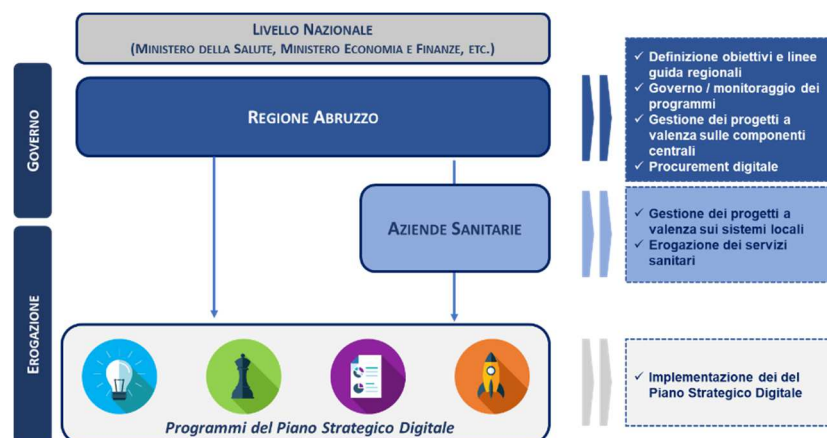 LIVELLO NAZIONALE
(MINISTERO DELLA SALUTE, MINISTERO ECONOMIA E FINANZE, ETC.)
GOVERNO
REGIONE ABRUZZO
✓ Definizione obiettivi e linee
guida regionali
✓ Governo / monitoraggio dei
programmi
✓ Gestione dei progetti a
valenza sulle componenti
centrali
✓ Procurement digitale
AZIENDE SANITARIE
✓ Gestione dei progetti a
valenza sui sistemi locali
✓ Erogazione dei servizi
sanitari
EROGAZIONE
Programmi del Piano Strategico Digitale
✓ Implementazione dei del
Piano Strategico Digitale